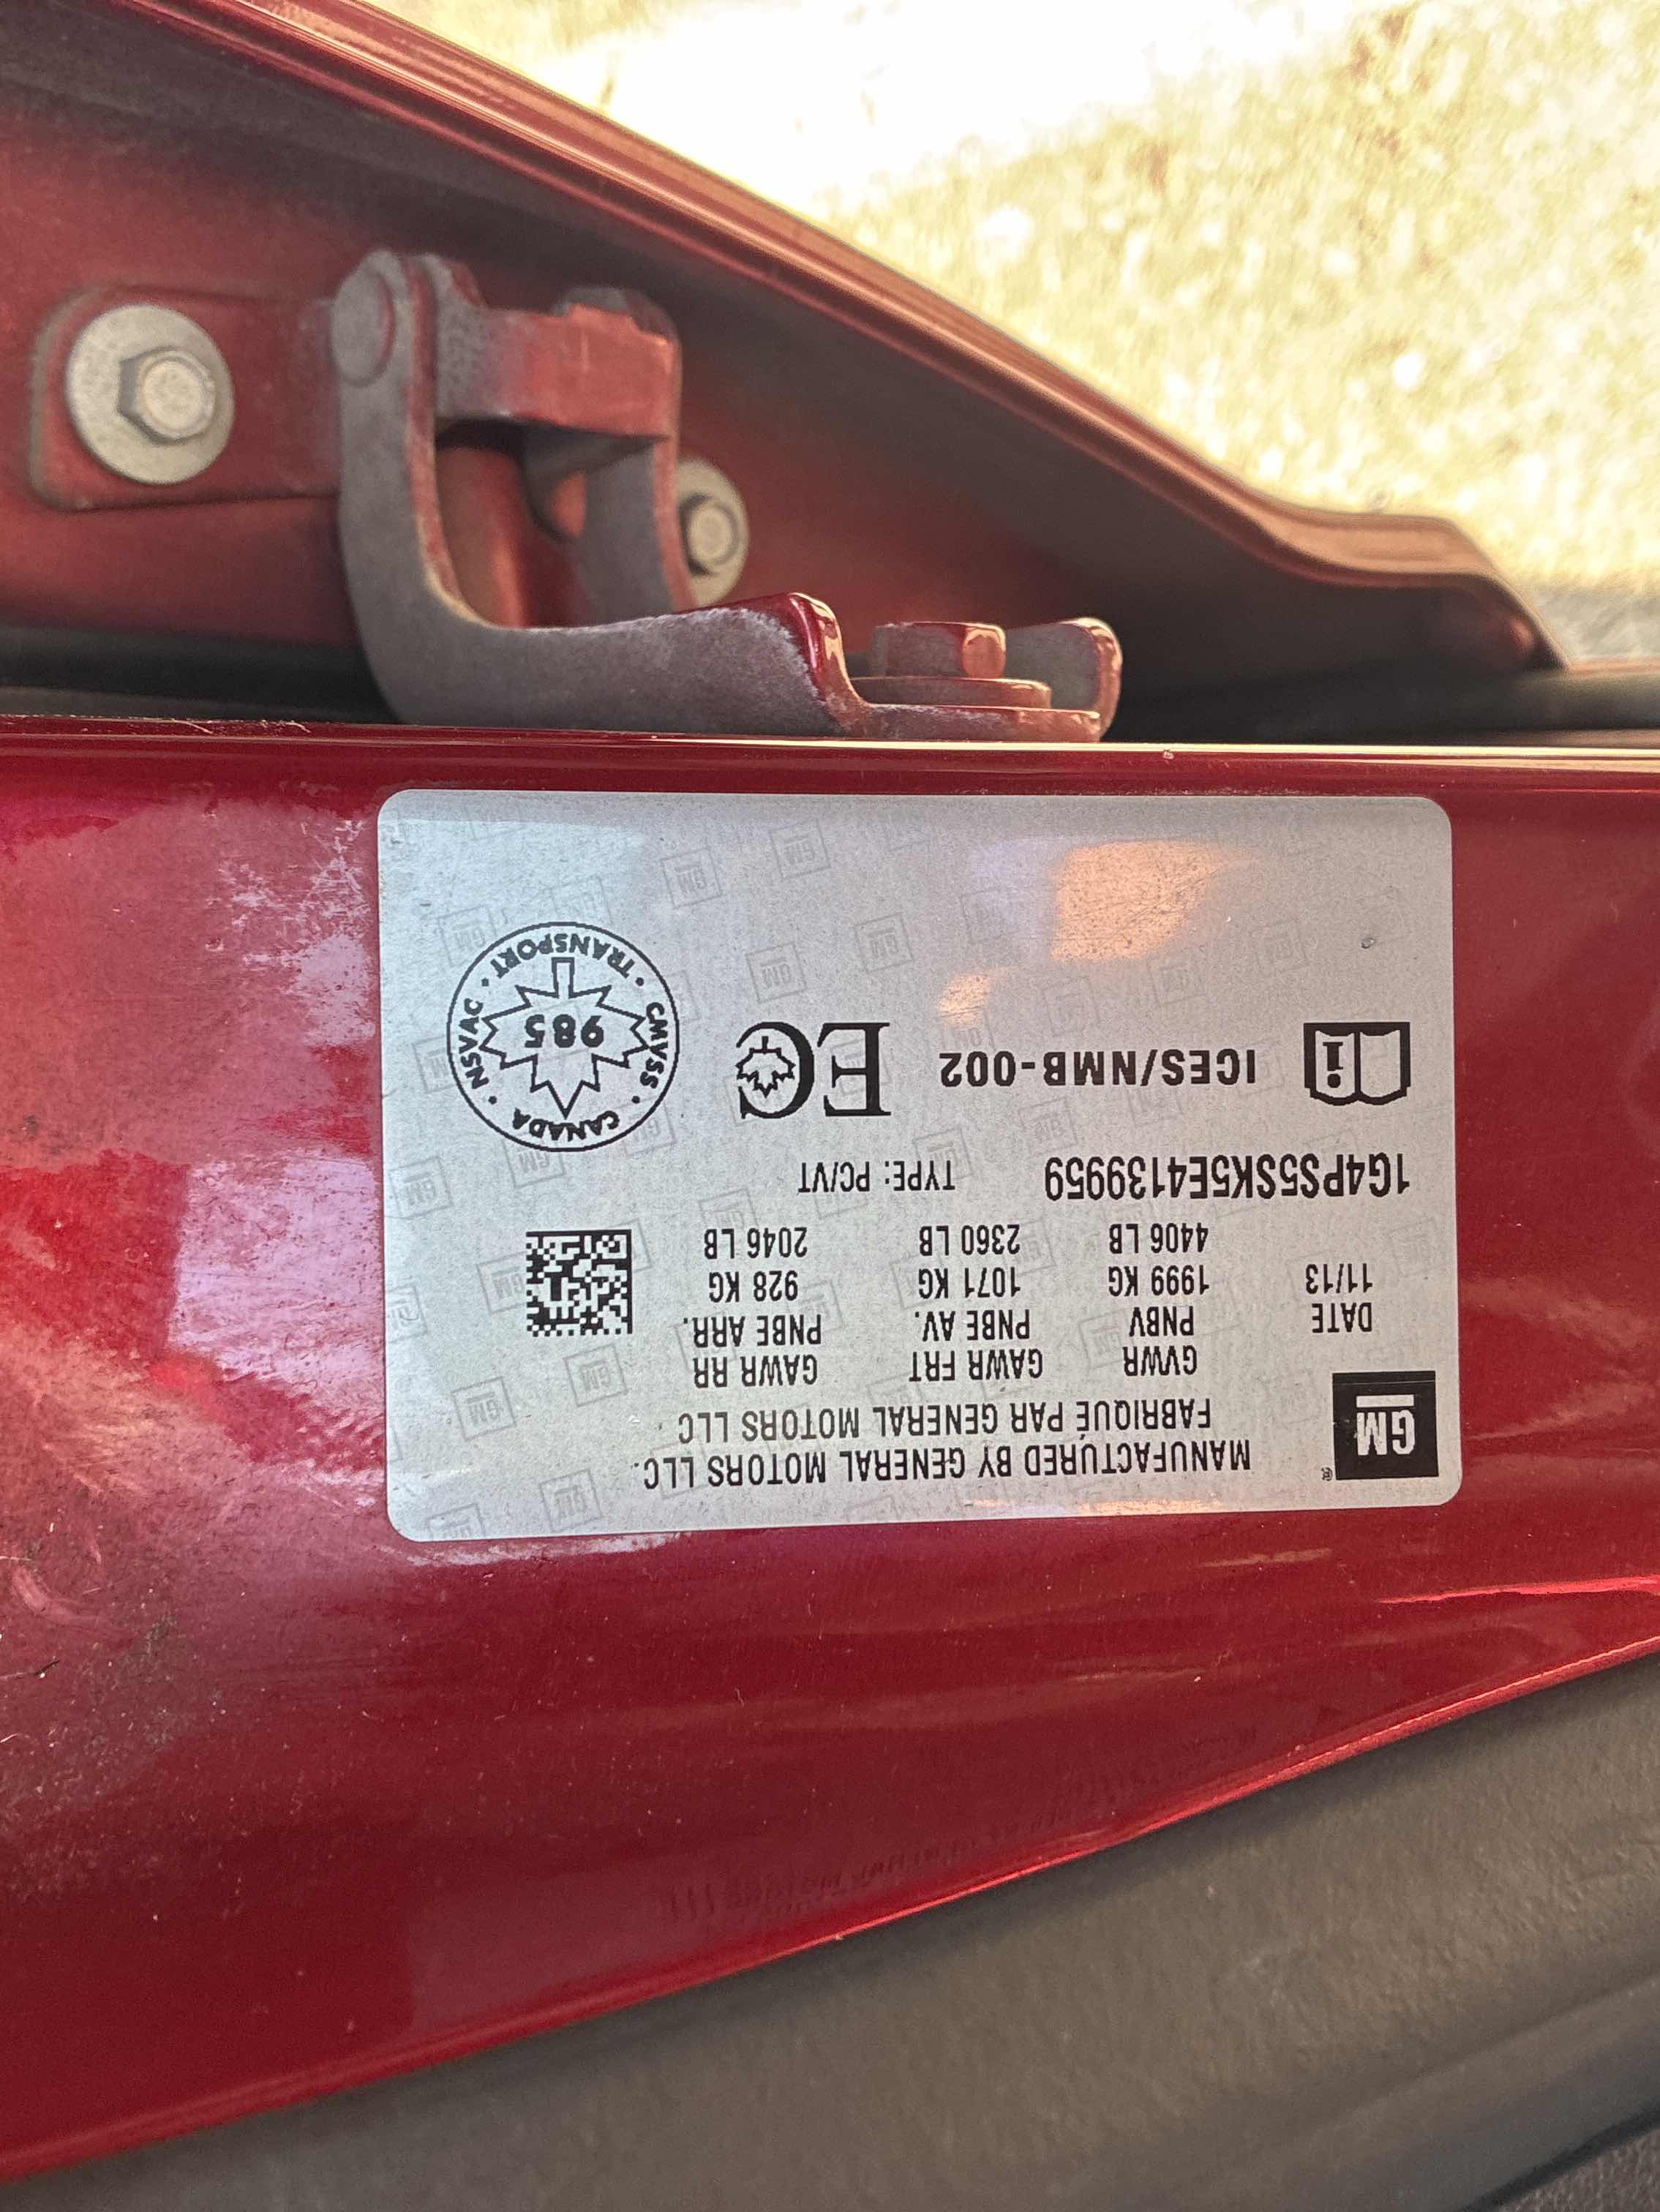 GM ®
MANUFACTURED BY GENERAL MOTORS LLC.
FABRIQUÉ PAR GENERAL MOTORS LLC
DATE GVWR GAWR FRT GAWR RR
PNBV PNBE AV. PNBE ARR.
11/13 1999 KG 1071 KG 928 KG
4406 LB 2360 LB 2046 LB
1G4PS5SK5E4139959 TYPE: PC/VT
i ICES/NMB-002 EC
CANADA · CMVSS · TRANSPORT · NSVAC ·
985